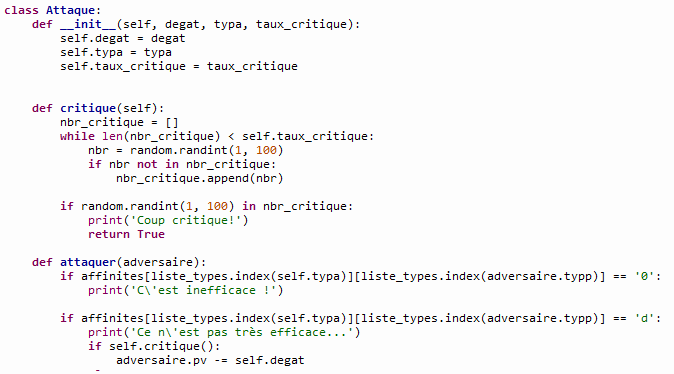 class Attaque:
    def __init__(self, degat, typa, taux_critique):
        self.degat = degat
        self.typa = typa
        self.taux_critique = taux_critique
    def critique(self):
        nbr_critique = []
        while len(nbr_critique) < self.taux_critique:
            nbr = random.randint(1, 100)
            if nbr not in nbr_critique:
                nbr_critique.append(nbr)
        if random.randint(1, 100) in nbr_critique:
            print('Coup critique!')
            return True
    def attaquer(adversaire):
        if affinites[liste_types.index(self.typa)][liste_types.index(adversaire.typp)] == '0':
            print('C\'est inefficace !')
        if affinites[liste_types.index(self.typa)][liste_types.index(adversaire.typp)] == 'd':
            print('Ce n\'est pas très efficace...')
            if self.critique():
                adversaire.pv -= self.degat